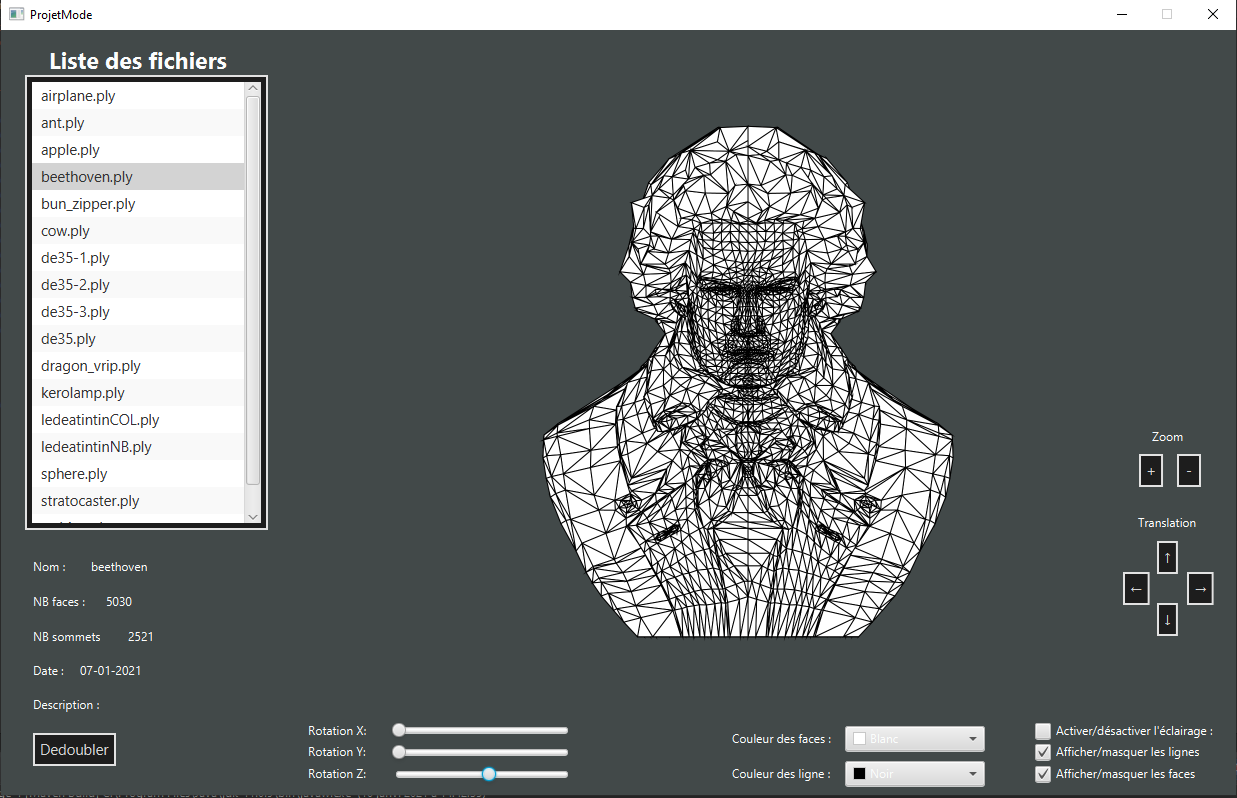 ProjetMode
Liste des fichiers
airplane.ply
ant.ply
apple.ply
beethoven.ply
bun_zipper.ply
cow.ply
de35-1.ply
de35-2.ply
de35-3.ply
de35.ply
dragon_vrip.ply
kerolamp.ply
ledeatintinCOL.ply
ledeatintinNB.ply
sphere.ply
stratocaster.ply
Nom : beethoven
NB faces : 5030
NB sommets 2521
Date : 07-01-2021
Description :
Dedoubler
Rotation X:
Rotation Y:
Rotation Z:
Couleur des faces : Blanc
Couleur des ligne : Noir
Zoom
+ -
Translation
↑
← →
↓
Activer/désactiver l'éclairage :
Afficher/masquer les lignes
Afficher/masquer les faces